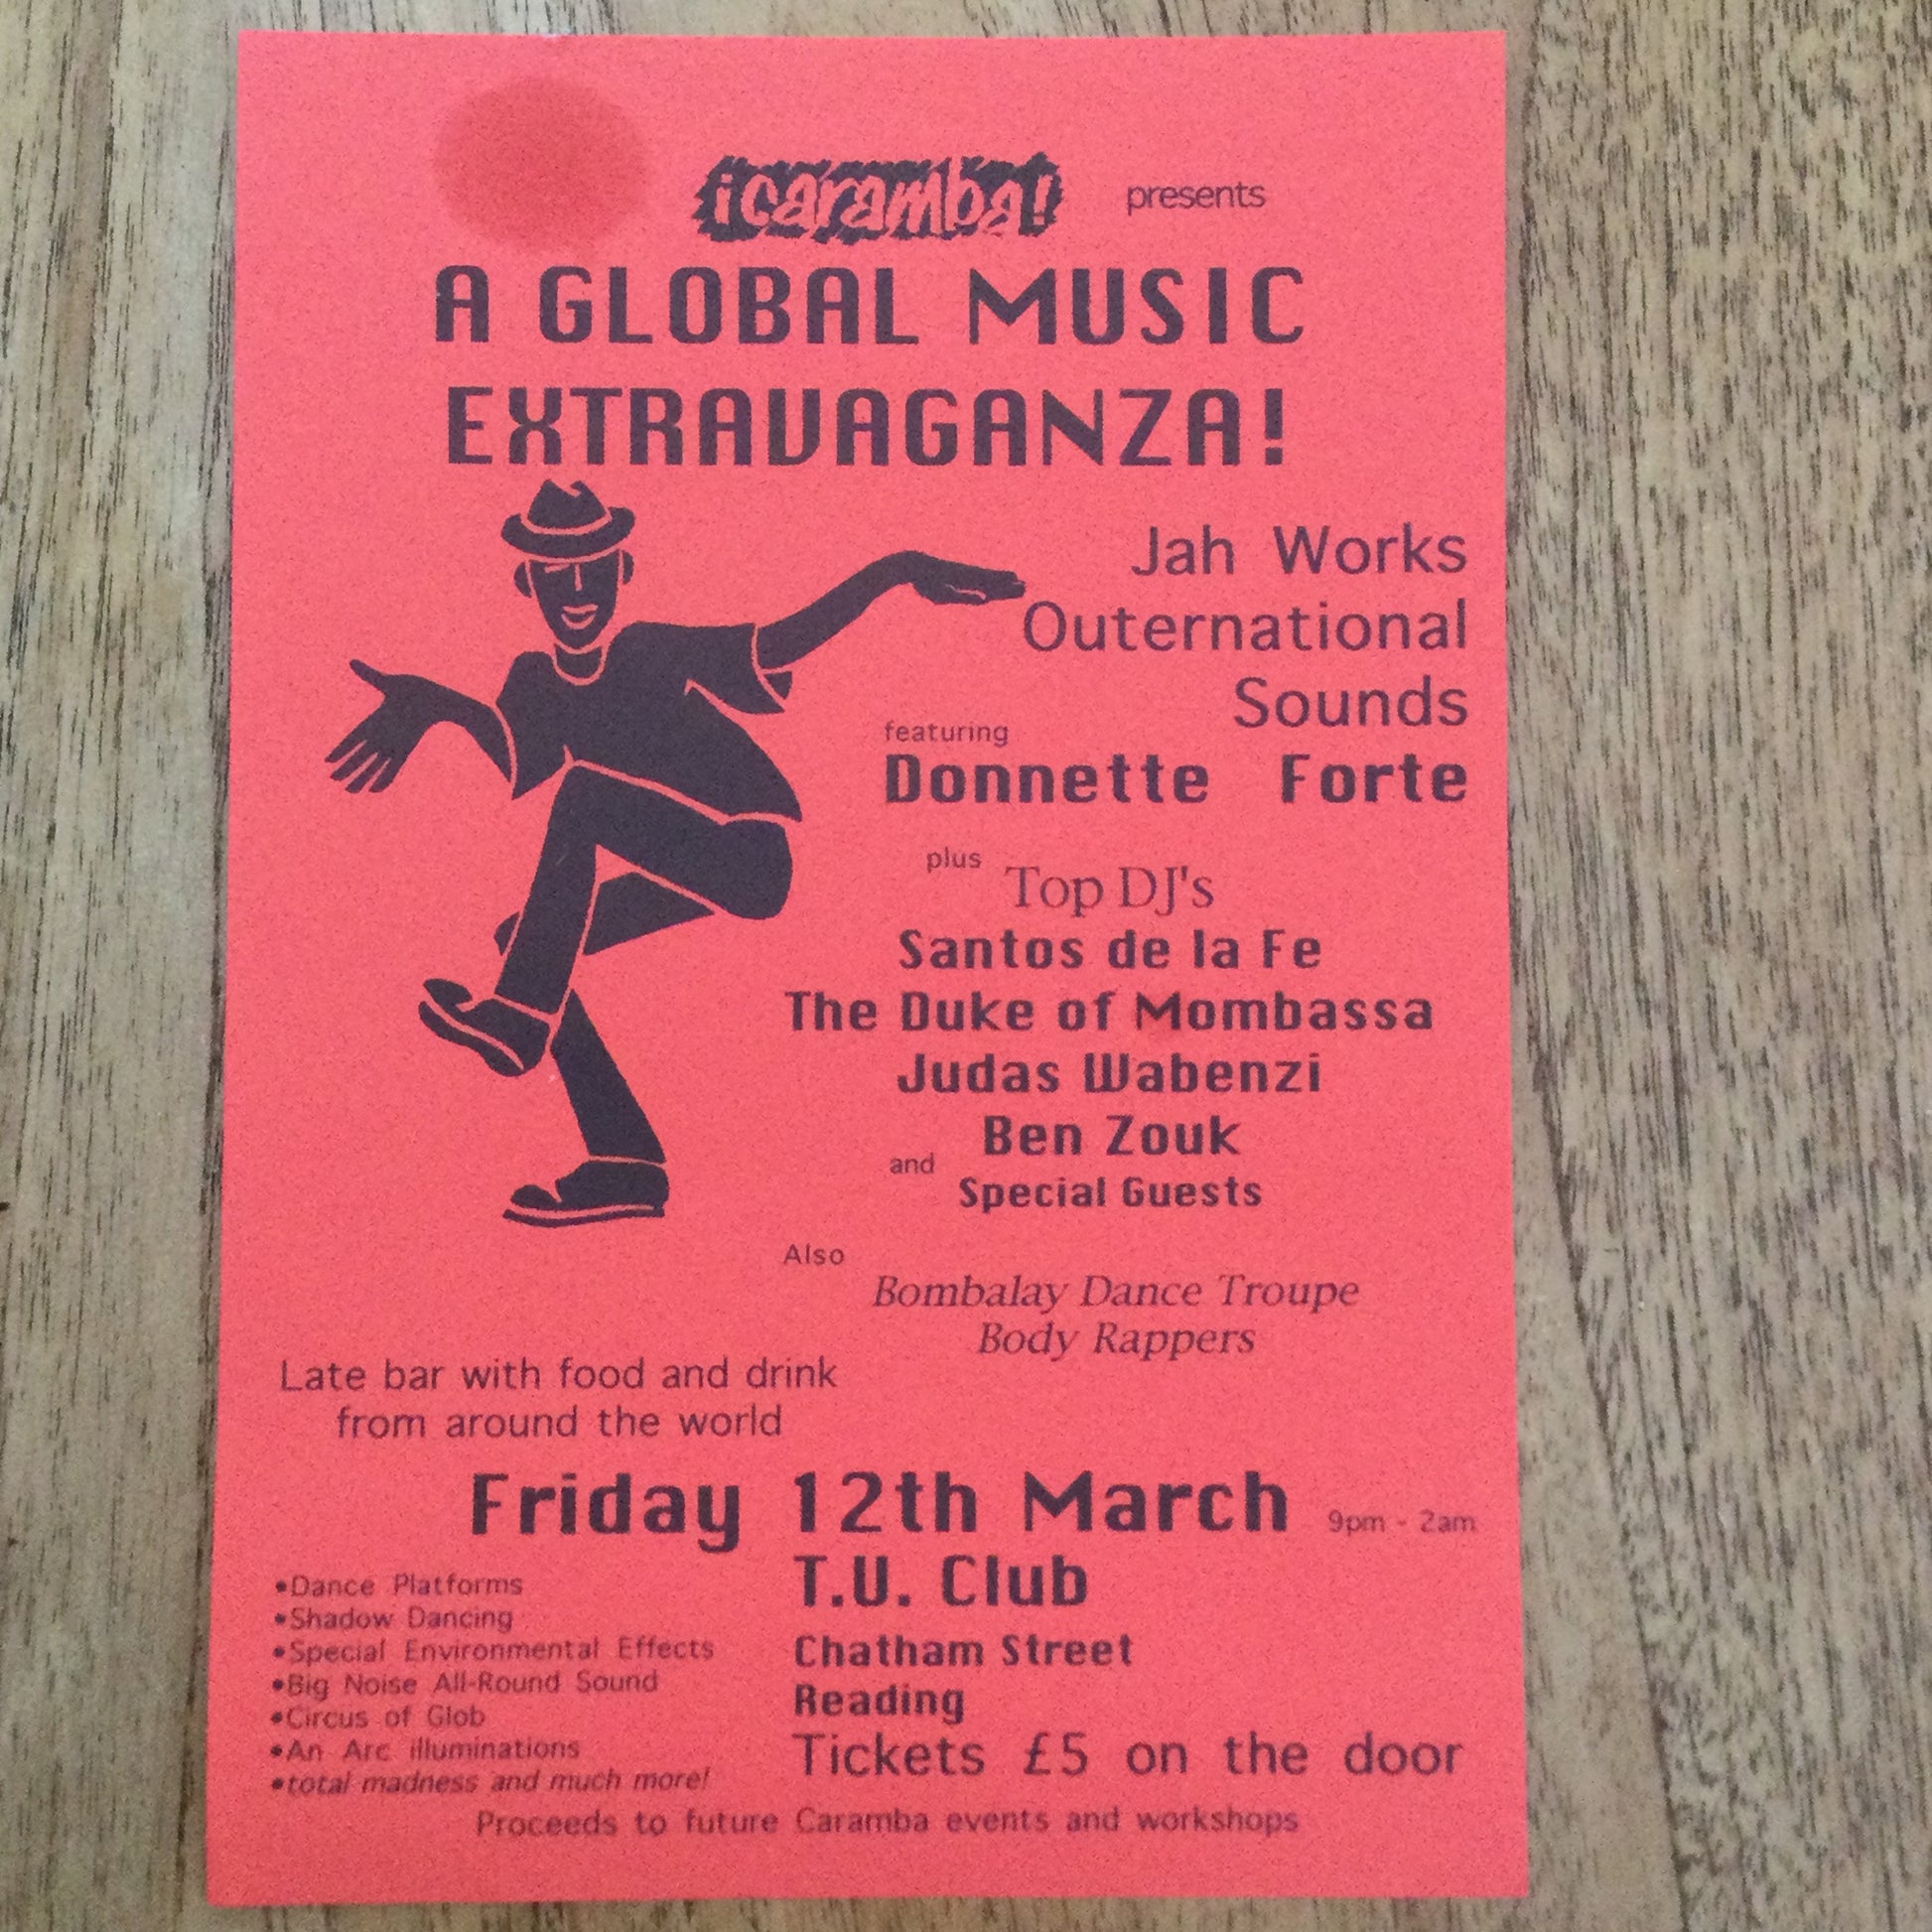 ¡caramba! presents
A GLOBAL MUSIC
EXTRAVAGANZA!
Jah Works
Outernational
Sounds
featuring
Donnette Forte
plus
Top DJ's
Santos de la Fe
The Duke of Mombassa
Judas Wabenzi
Ben Zouk
and
Special Guests
Also
Bombalay Dance Troupe
Body Rappers
Late bar with food and drink
from around the world
Friday 12th March 9pm - 2am
T.U. Club
Chatham Street
Reading
Tickets £5 on the door
•Dance Platforms
•Shadow Dancing
•Special Environmental Effects
•Big Noise All-Round Sound
•Circus of Glob
•An Arc illuminations
•total madness and much more!
Proceeds to future Caramba events and workshops